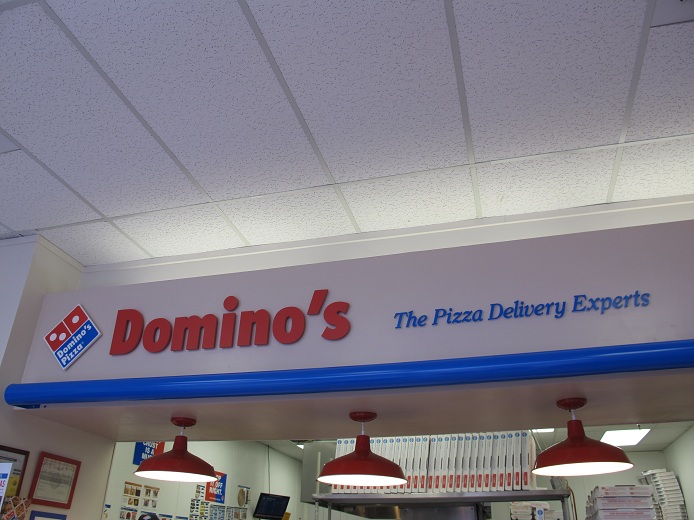 Domino's
Pizza
Domino's
The Pizza Delivery Experts